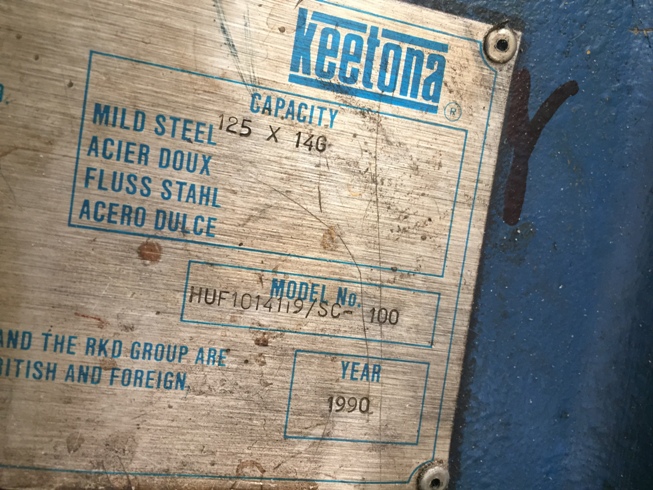 keetona
®
CAPACITY
MILD STEEL 125 X 14G
ACIER DOUX
FLUSS STAHL
ACERO DULCE
MODEL No.
HUF1014119/SC- 100
AND THE RKD GROUP ARE
RITISH AND FOREIGN.
YEAR
1990